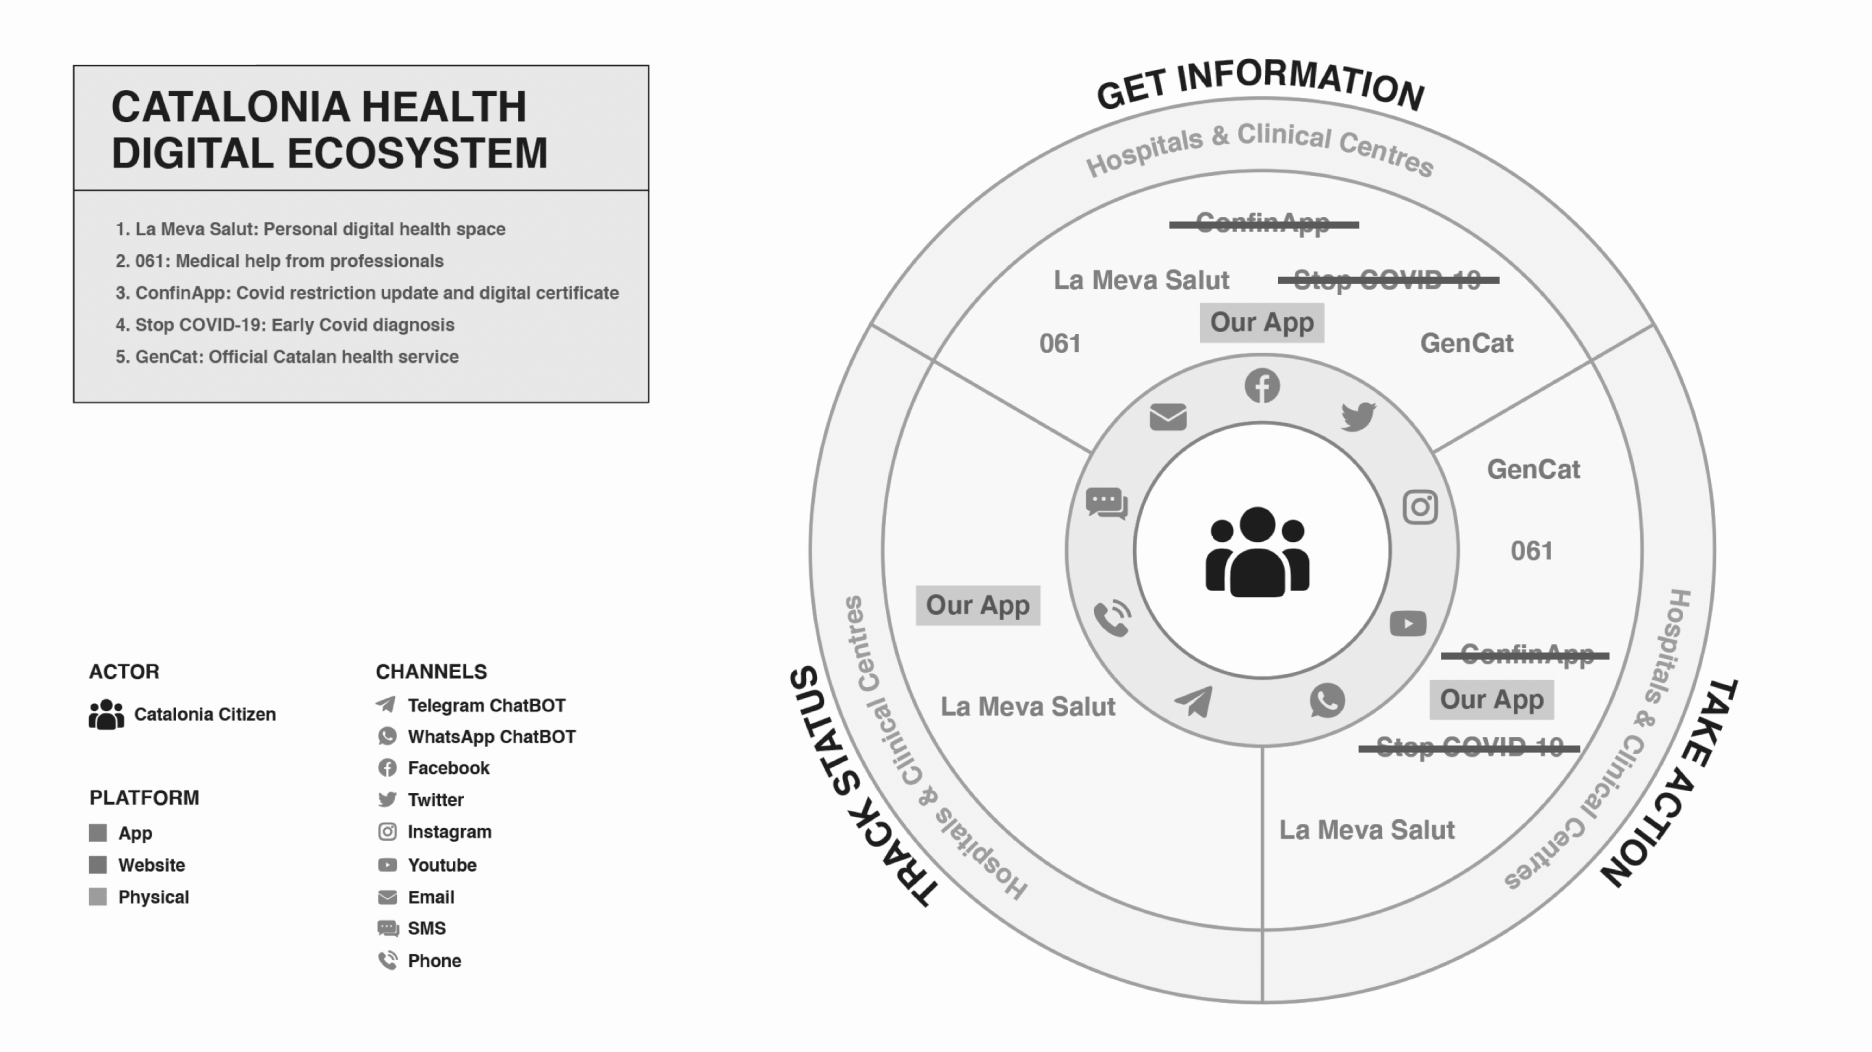 CATALONIA HEALTH
DIGITAL ECOSYSTEM
1. La Meva Salut: Personal digital health space
2. 061: Medical help from professionals
3. ConfinApp: Covid restriction update and digital certificate
4. Stop COVID-19: Early Covid diagnosis
5. GenCat: Official Catalan health service
ACTOR
Catalonia Citizen
PLATFORM
App
Website
Physical
CHANNELS
Telegram ChatBOT
WhatsApp ChatBOT
Facebook
Twitter
Instagram
Youtube
Email
SMS
Phone
GET INFORMATION
Hospitals & Clinical Centres
ConfinApp
La Meva Salut
Stop COVID-19
Our App
061
GenCat
TAKE ACTION
Hospitals & Clinical Centres
GenCat
061
ConfinApp
Our App
Stop COVID-19
La Meva Salut
TRACK STATUS
Hospitals & Clinical Centres
Our App
La Meva Salut